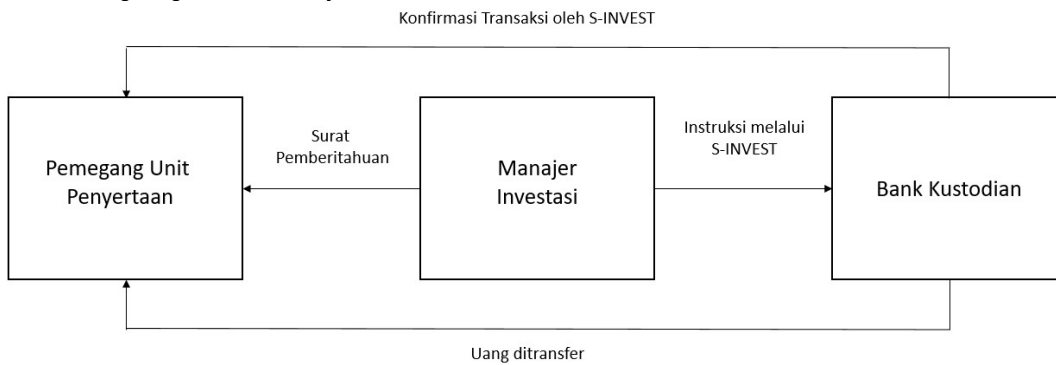 Konfirmasi Transaksi oleh S-INVEST
Pemegang Unit
Penyertaan
Surat
Pemberitahuan
Manajer
Investasi
Instruksi melalui
S-INVEST
Bank Kustodian
Uang ditransfer